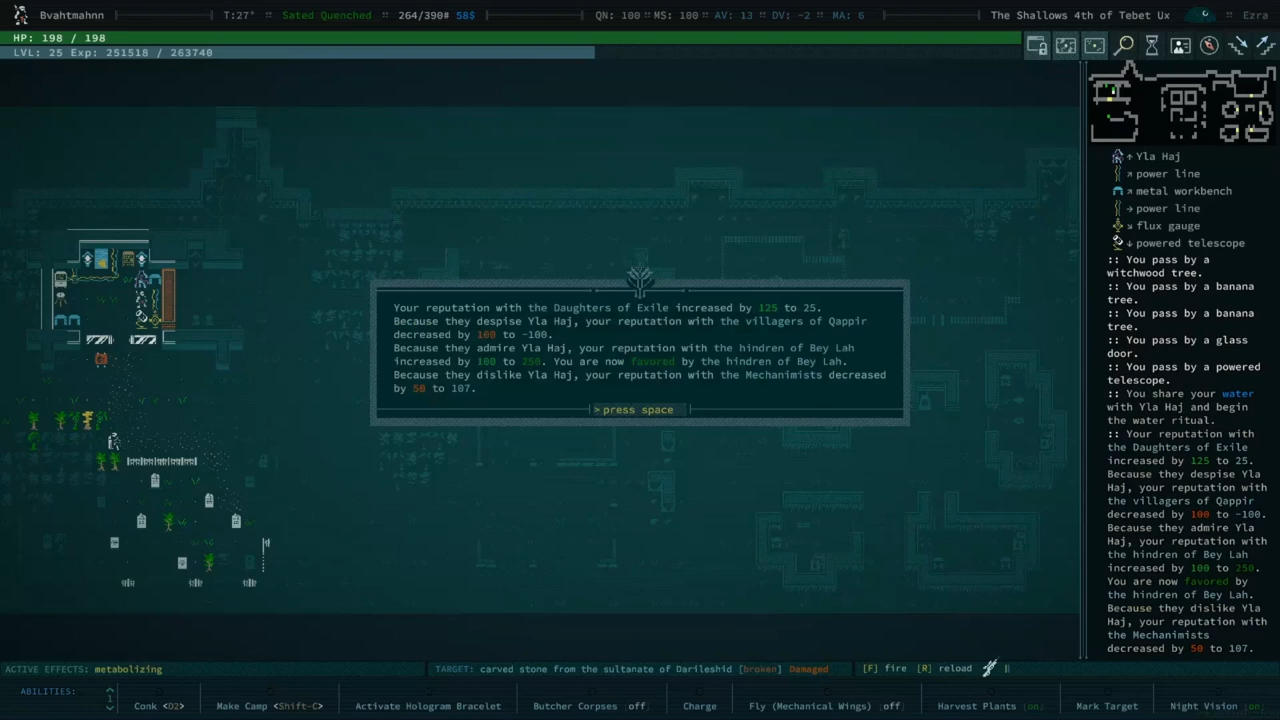 Bvahtmahnn
T:27° Sated Quenched 264/390# 58$
QN: 100 MS: 100 AV: 13 DV: -2 MA: 6
The Shallows 4th of Tebet Ux
Ezra
HP: 198 / 198
LVL: 25 Exp: 251518 / 263740
Your reputation with the Daughters of Exile increased by 125 to 25.
Because they despise Yla Haj, your reputation with the villagers of Qappir
decreased by 100 to -100.
Because they admire Yla Haj, your reputation with the hindren of Bey Lah
increased by 100 to 250. You are now favored by the hindren of Bey Lah.
Because they dislike Yla Haj, your reputation with the Mechanimists decreased
by 50 to 107.
> press space
↑ Yla Haj
↗ power line
↗ metal workbench
→ power line
↘ flux gauge
↓ powered telescope
:: You pass by a
witchwood tree.
:: You pass by a banana
tree.
:: You pass by a banana
tree.
:: You pass by a glass
door.
:: You pass by a powered
telescope.
:: You share your water
with Yla Haj and begin
the water ritual.
:: Your reputation with
the Daughters of Exile
increased by 125 to 25.
Because they despise Yla
Haj, your reputation with
the villagers of Qappir
decreased by 100 to -100.
Because they admire Yla
Haj, your reputation with
the hindren of Bey Lah
increased by 100 to 250.
You are now favored by
the hindren of Bey Lah.
Because they dislike Yla
Haj, your reputation with
the Mechanimists
decreased by 50 to 107.
ACTIVE EFFECTS: metabolizing
TARGET: carved stone from the sultanate of Darileshid [broken] Damaged
[F] fire [R] reload
ABILITIES:
1
Conk <02>
Make Camp <Shift-C>
Activate Hologram Bracelet
Butcher Corpses [off]
Charge
Fly (Mechanical Wings) [off]
Harvest Plants [on]
Mark Target
Night Vision [on]